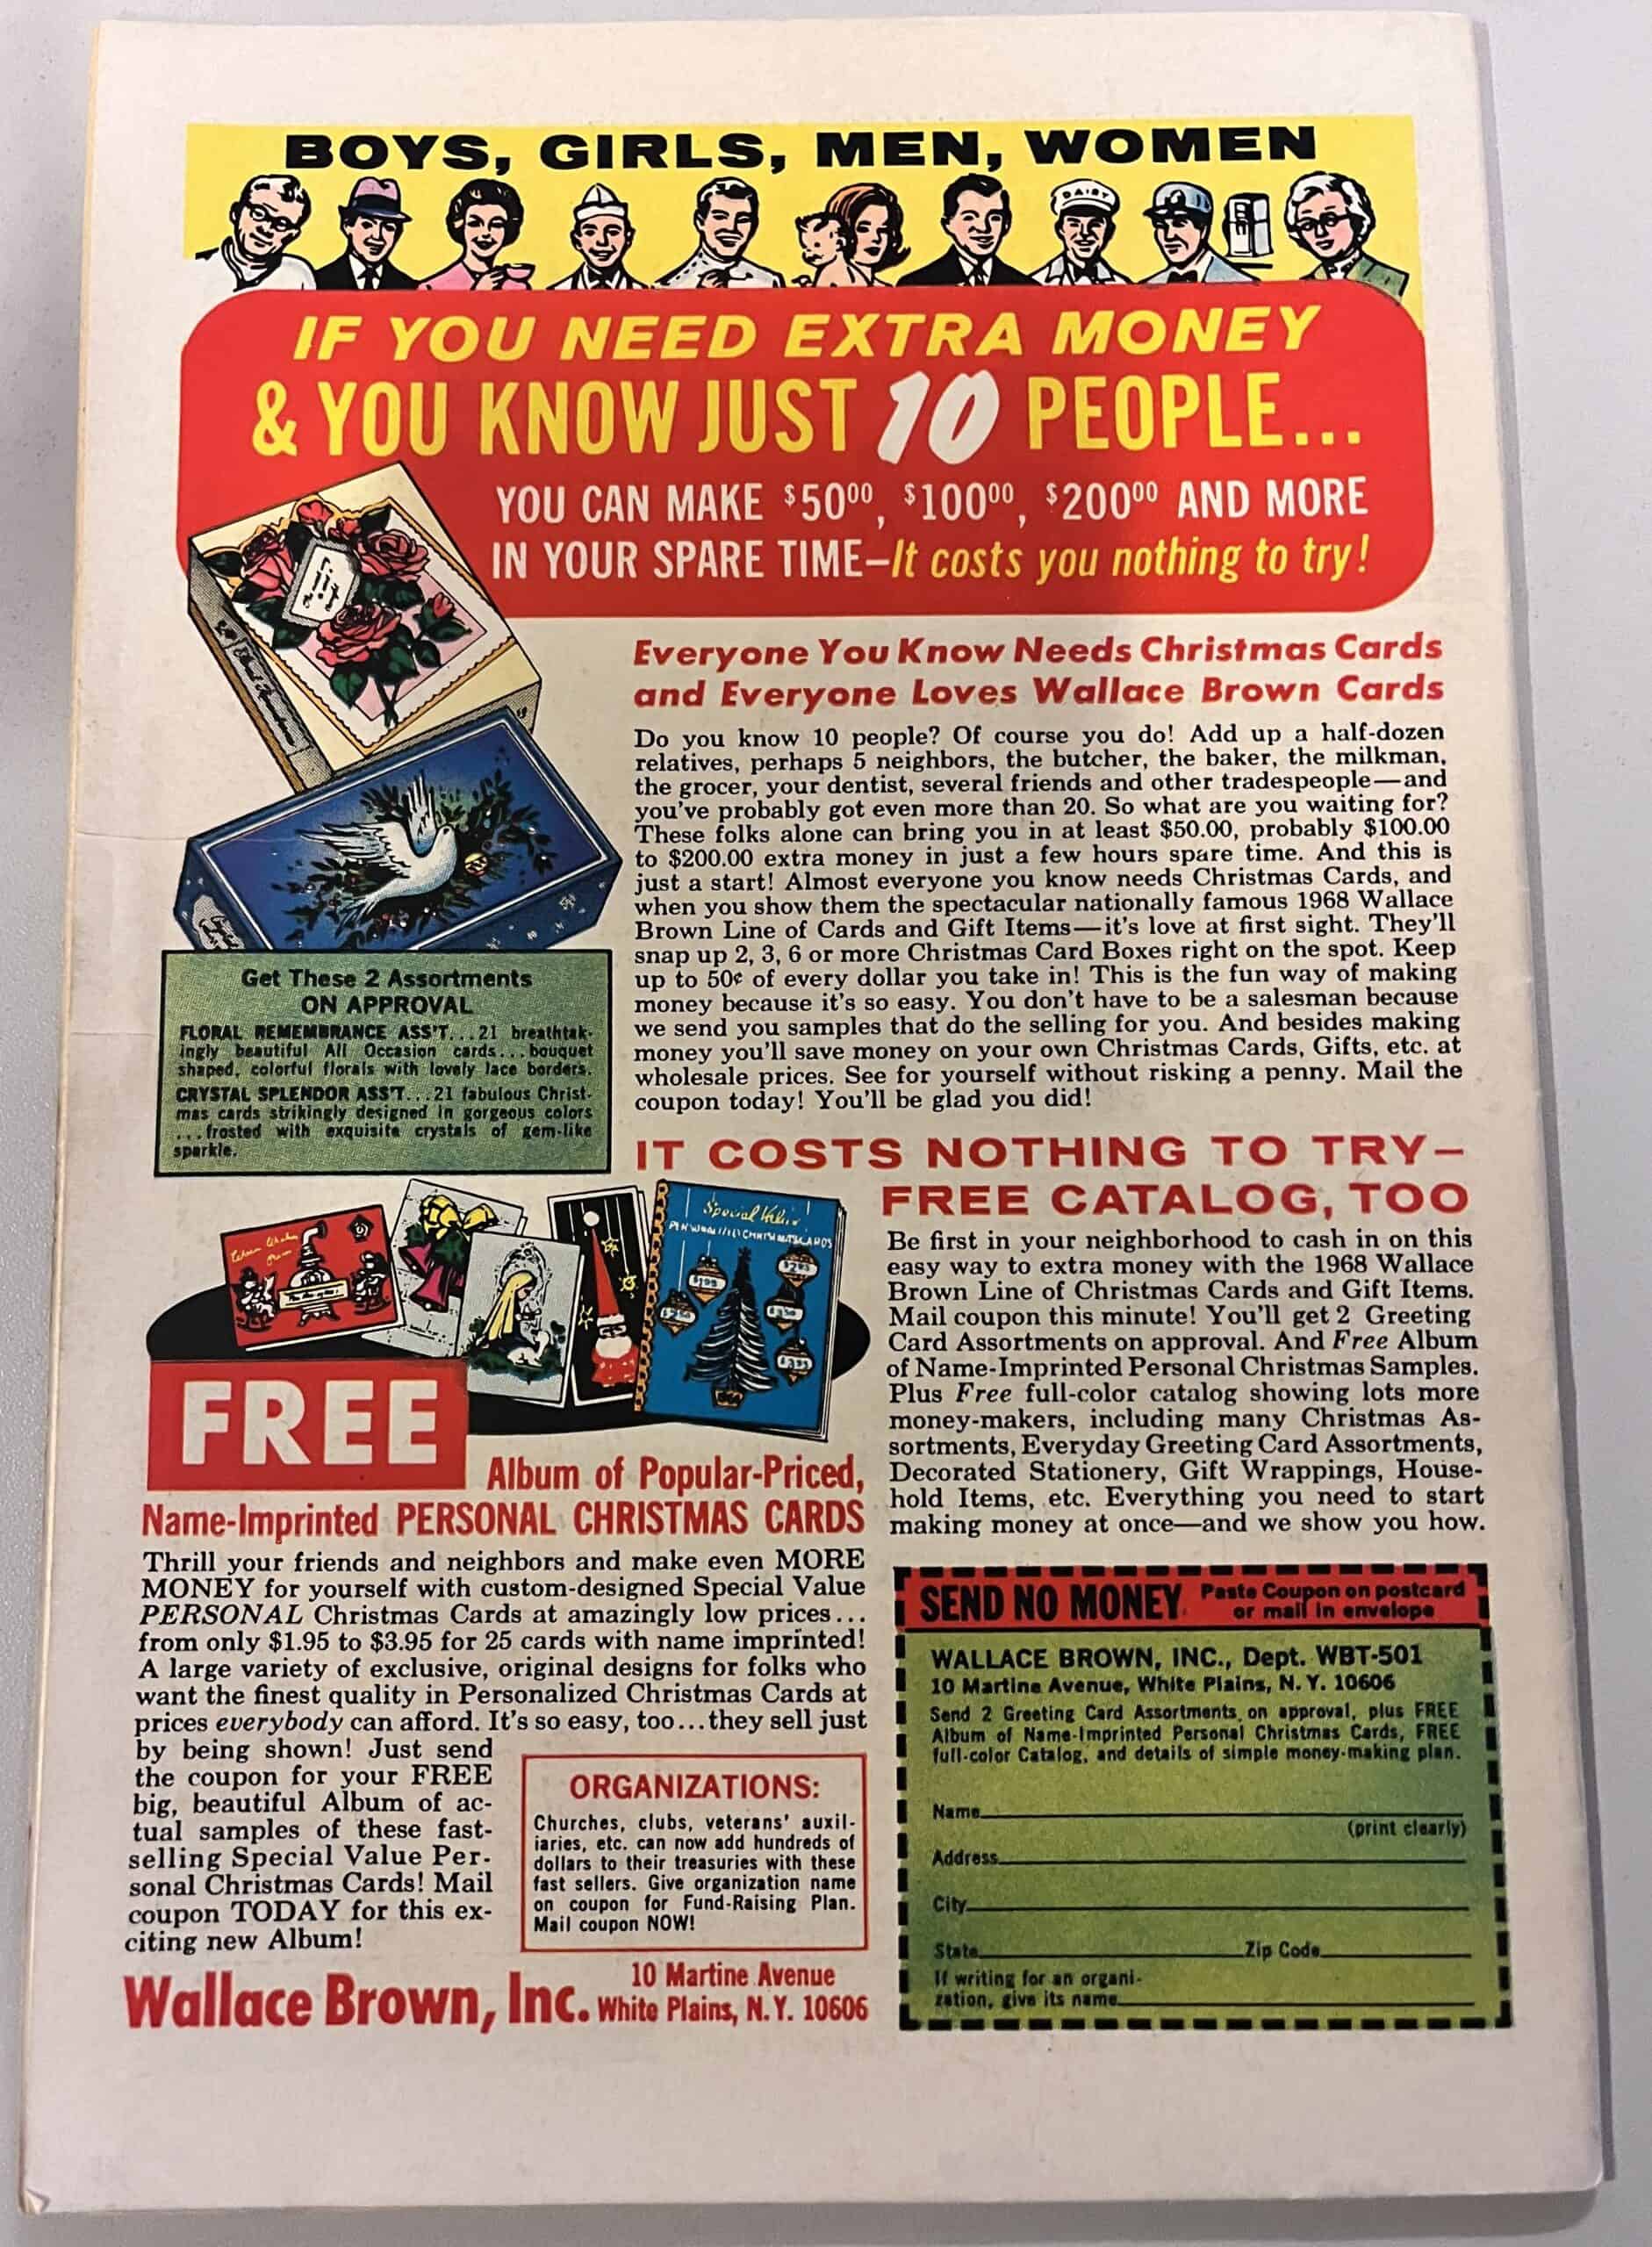 BOYS, GIRLS, MEN, WOMEN
DAIRY
IF YOU NEED EXTRA MONEY
& YOU KNOW JUST 10 PEOPLE...
YOU CAN MAKE $5000, $10000, $20000 AND MORE
IN YOUR SPARE TIME—It costs you nothing to try!
Everyone You Know Needs Christmas Cards
and Everyone Loves Wallace Brown Cards
Do you know 10 people? Of course you do! Add up a half-dozen
relatives, perhaps 5 neighbors, the butcher, the baker, the milkman,
the grocer, your dentist, several friends and other tradespeople—and
you've probably got even more than 20. So what are you waiting for?
These folks alone can bring you in at least $50.00, probably $100.00
to $200.00 extra money in just a few hours spare time. And this is
just a start! Almost everyone you know needs Christmas Cards, and
when you show them the spectacular nationally famous 1968 Wallace
Brown Line of Cards and Gift Items—it's love at first sight. They'll
snap up 2, 3, 6 or more Christmas Card Boxes right on the spot. Keep
up to 50¢ of every dollar you take in! This is the fun way of making
money because it's so easy. You don't have to be a salesman because
we send you samples that do the selling for you. And besides making
money you'll save money on your own Christmas Cards, Gifts, etc. at
wholesale prices. See for yourself without risking a penny. Mail the
coupon today! You'll be glad you did!
Get These 2 Assortments
ON APPROVAL
FLORAL REMEMBRANCE ASS'T...21 breathtak-
ingly beautiful All Occasion cards...bouquet
shaped, colorful florals with lovely lace borders.
CRYSTAL SPLENDOR ASS'T...21 fabulous Christ-
mas cards strikingly designed in gorgeous colors
...frosted with exquisite crystals of gem-like
sparkle.
IT COSTS NOTHING TO TRY—
FREE CATALOG, TOO
Be first in your neighborhood to cash in on this
easy way to extra money with the 1968 Wallace
Brown Line of Christmas Cards and Gift Items.
Mail coupon this minute! You'll get 2 Greeting
Card Assortments on approval. And Free Album
of Name-Imprinted Personal Christmas Samples.
Plus Free full-color catalog showing lots more
money-makers, including many Christmas As-
sortments, Everyday Greeting Card Assortments,
Decorated Stationery, Gift Wrappings, House-
hold Items, etc. Everything you need to start
making money at once—and we show you how.
Special Value
$1.95
$2.95
$3.95
FREE
Album of Popular-Priced,
Name-Imprinted PERSONAL CHRISTMAS CARDS
Thrill your friends and neighbors and make even MORE
MONEY for yourself with custom-designed Special Value
PERSONAL Christmas Cards at amazingly low prices...
from only $1.95 to $3.95 for 25 cards with name imprinted!
A large variety of exclusive, original designs for folks who
want the finest quality in Personalized Christmas Cards at
prices everybody can afford. It's so easy, too...they sell just
by being shown! Just send
the coupon for your FREE
big, beautiful Album of ac-
tual samples of these fast-
selling Special Value Per-
sonal Christmas Cards! Mail
coupon TODAY for this ex-
citing new Album!
ORGANIZATIONS:
Churches, clubs, veterans' auxil-
iaries, etc. can now add hundreds of
dollars to their treasuries with these
fast sellers. Give organization name
on coupon for Fund-Raising Plan.
Mail coupon NOW!
Wallace Brown, Inc. 10 Martine Avenue
White Plains, N.Y. 10606
SEND NO MONEY Paste Coupon on postcard
or mail in envelope
WALLACE BROWN, INC., Dept. WBT-501
10 Martine Avenue, White Plains, N.Y. 10606
Send 2 Greeting Card Assortments on approval, plus FREE
Album of Name-Imprinted Personal Christmas Cards, FREE
full-color Catalog, and details of simple money-making plan.
Name
(print clearly)
Address
City
State Zip Code
If writing for an organi-
zation, give its name